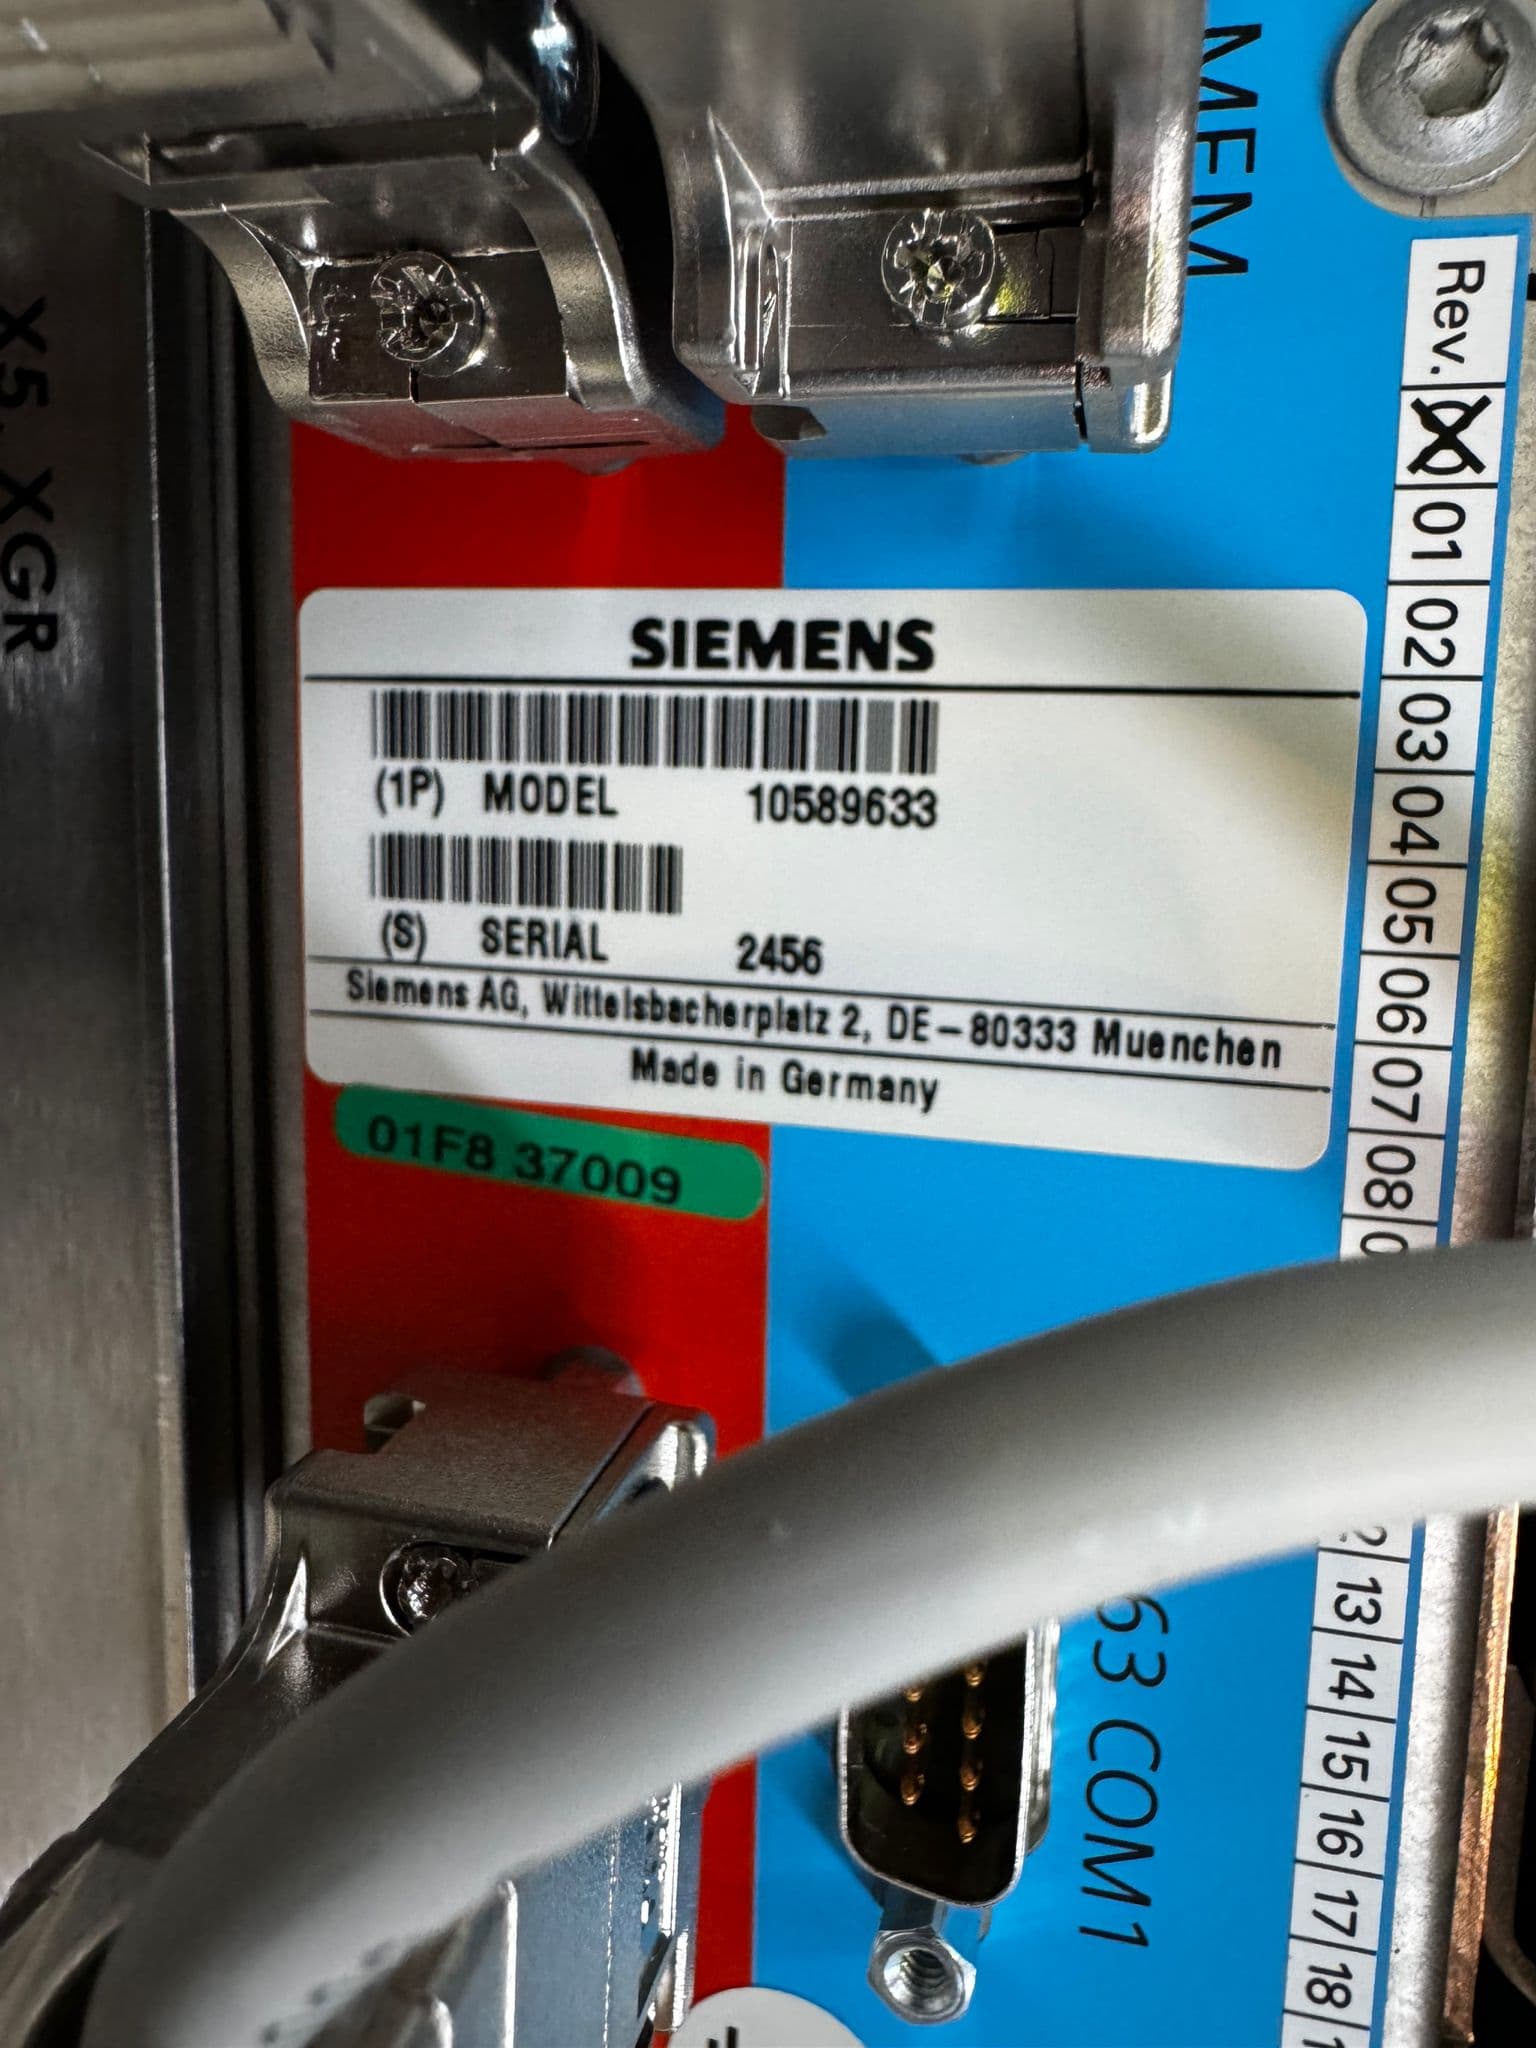 MEM
X5 XGR
Rev.
01
02
03
04
05
06
07
08
SIEMENS
(1P) MODEL 10589633
(S) SERIAL 2456
Siemens AG, Wittelsbacherplatz 2, DE-80333 Muenchen
Made in Germany
01F8 37009
13
14
15
16
17
18
63 COM1